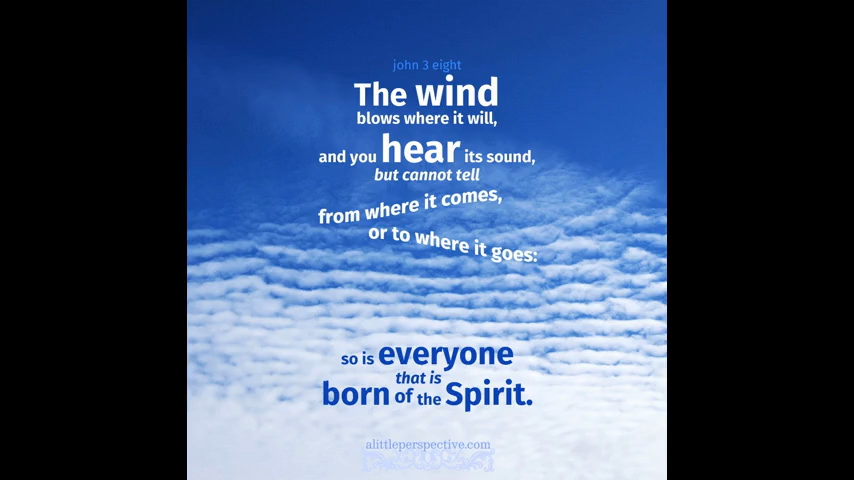 john 3 eight
The wind
blows where it will,
and you hear its sound,
but cannot tell
from where it comes,
or to where it goes:
so is everyone
that is
born of the Spirit.
alittleperspective.com